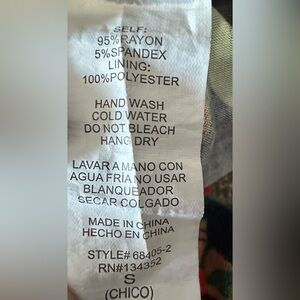 SELF:
95%RAYON
5%SPANDEX
LINING:
100%POLYESTER
HAND WASH
COLD WATER
DO NOT BLEACH
HANG DRY
LAVAR A MANO CON
AGUA FRIA NO USAR
BLANQUEADOR
SECAR COLGADO
MADE IN CHINA
HECHO EN CHINA
STYLE# 68405-2
RN#134352
S
(CHICO)